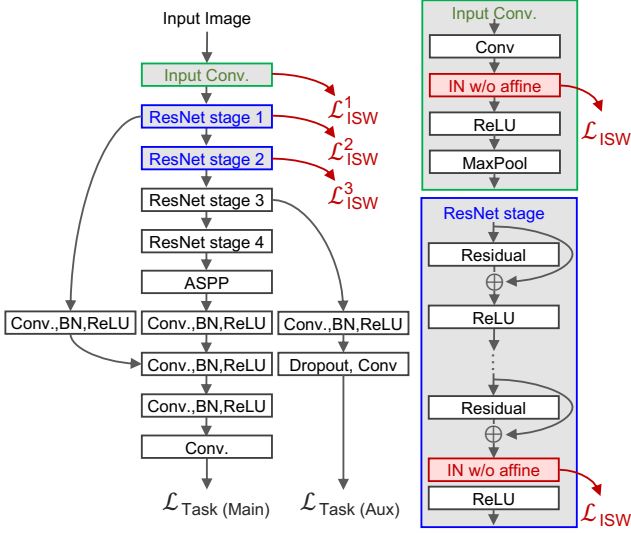 Input Image
Input Conv.
ℒ¹ISW
ResNet stage 1
ℒ²ISW
ResNet stage 2
ℒ³ISW
ResNet stage 3
ResNet stage 4
ASPP
Conv.,BN,ReLU
Conv.,BN,ReLU
Conv.,BN,ReLU
Conv.,BN,ReLU
Dropout, Conv
Conv.,BN,ReLU
Conv.
ℒTask (Main)
ℒTask (Aux)
Input Conv.
Conv
IN w/o affine
ReLU
ℒISW
MaxPool
ResNet stage
Residual
ReLU
Residual
IN w/o affine
ReLU
ℒISW